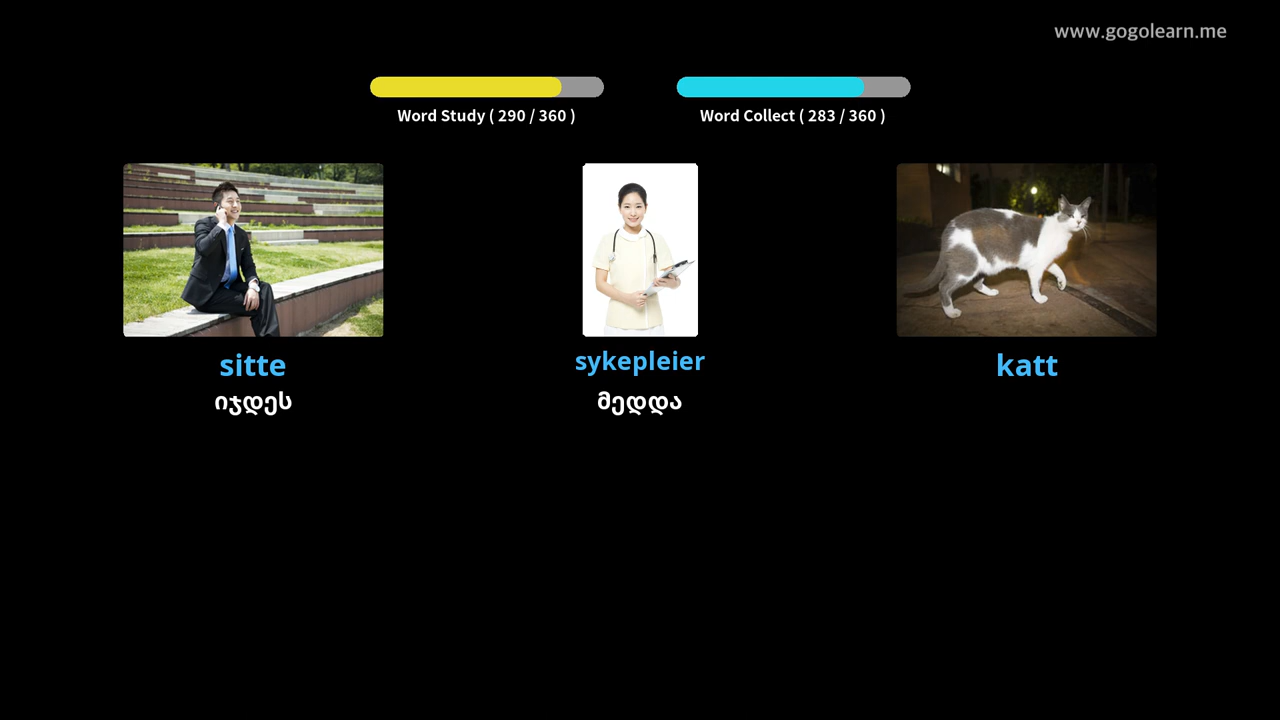 www.gogolearn.me
Word Study ( 290 / 360 )
Word Collect ( 283 / 360 )
sitte
იჯდეს
sykepleier
მედდა
katt